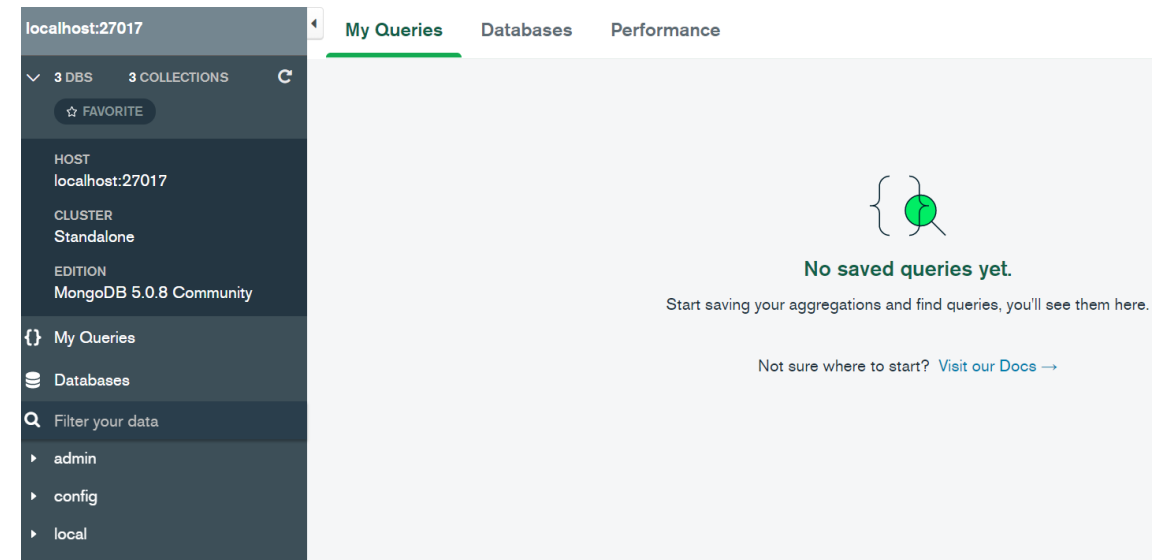 localhost:27017
My Queries Databases Performance
3 DBS 3 COLLECTIONS
FAVORITE
HOST
localhost:27017
CLUSTER
Standalone
EDITION
MongoDB 5.0.8 Community
{} My Queries
Databases
Filter your data
admin
config
local
No saved queries yet.
Start saving your aggregations and find queries, you'll see them here.
Not sure where to start? Visit our Docs →